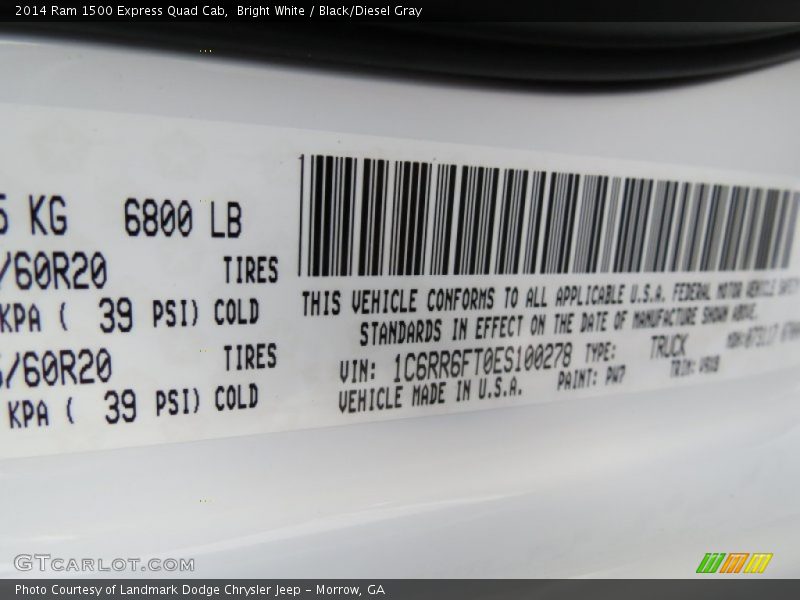 2014 Ram 1500 Express Quad Cab,  Bright White / Black/Diesel Gray
5 KG 6800 LB
/60R20 TIRES
KPA ( 39 PSI) COLD
/60R20 TIRES
KPA ( 39 PSI) COLD
THIS VEHICLE CONFORMS TO ALL APPLICABLE U.S.A. FEDERAL MOTOR VEHICLE SAFETY
STANDARDS IN EFFECT ON THE DATE OF MANUFACTURE SHOWN ABOVE.
VIN: 1C6RR6FT0ES100278 TYPE: TRUCK
VEHICLE MADE IN U.S.A. PAINT: PW7 TRIM:
GTCARLOT.COM
Photo Courtesy of Landmark Dodge Chrysler Jeep - Morrow, GA